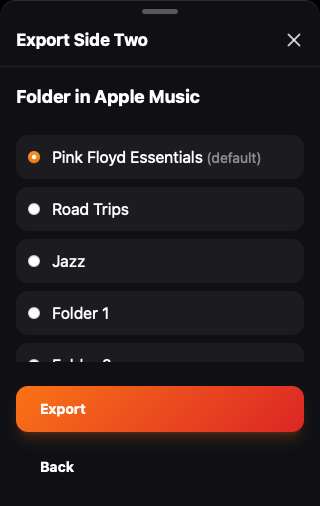 Export Side Two
Folder in Apple Music
Pink Floyd Essentials (default)
Road Trips
Jazz
Folder 1
Export
Back